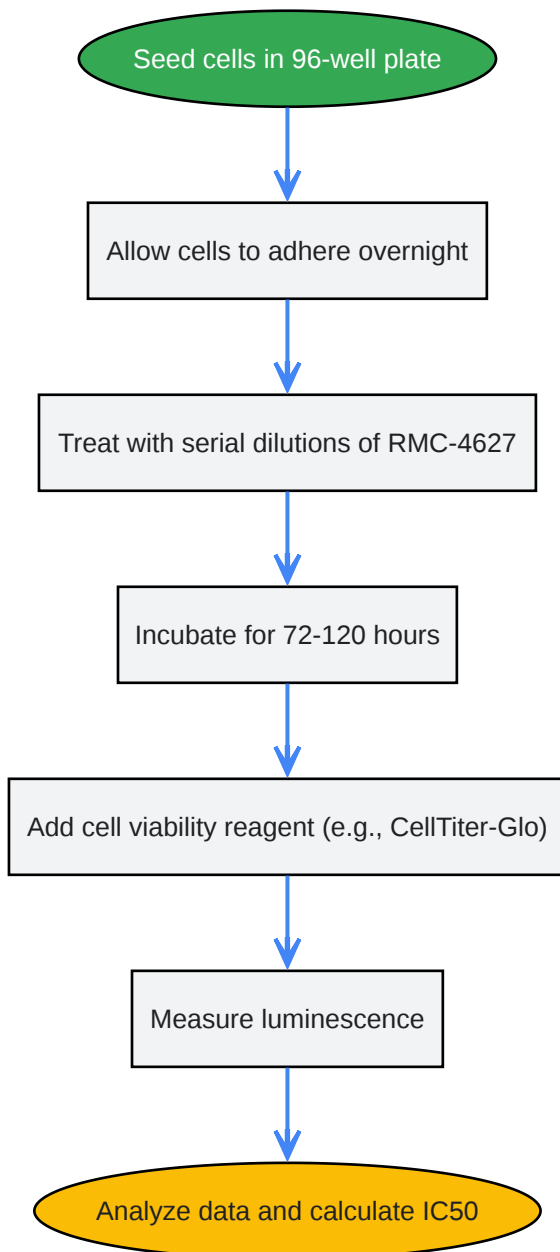 Seed cells in 96-well plate
Allow cells to adhere overnight
Treat with serial dilutions of RMC-4627
Incubate for 72-120 hours
Add cell viability reagent (e.g., CellTiter-Glo)
Measure luminescence
Analyze data and calculate IC50